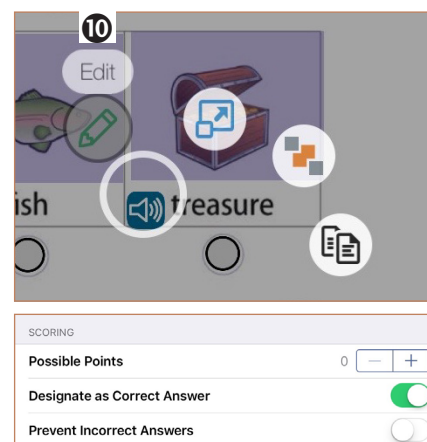 10
Edit
ish treasure
SCORING
Possible Points 0 − +
Designate as Correct Answer
Prevent Incorrect Answers